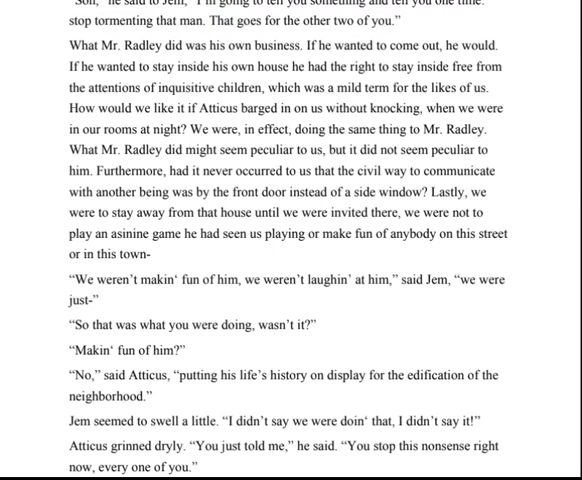 "Son," he said to Jem, "I'm going to tell you something and tell you one time:
stop tormenting that man. That goes for the other two of you."
What Mr. Radley did was his own business. If he wanted to come out, he would.
If he wanted to stay inside his own house he had the right to stay inside free from
the attentions of inquisitive children, which was a mild term for the likes of us.
How would we like it if Atticus barged in on us without knocking, when we were
in our rooms at night? We were, in effect, doing the same thing to Mr. Radley.
What Mr. Radley did might seem peculiar to us, but it did not seem peculiar to
him. Furthermore, had it never occurred to us that the civil way to communicate
with another being was by the front door instead of a side window? Lastly, we
were to stay away from that house until we were invited there, we were not to
play an asinine game he had seen us playing or make fun of anybody on this street
or in this town-
"We weren't makin‘ fun of him, we weren't laughin’ at him," said Jem, "we were
just-"
"So that was what you were doing, wasn't it?"
"Makin‘ fun of him?"
"No," said Atticus, "putting his life's history on display for the edification of the
neighborhood."
Jem seemed to swell a little. "I didn't say we were doin‘ that, I didn't say it!"
Atticus grinned dryly. "You just told me," he said. "You stop this nonsense right
now, every one of you."